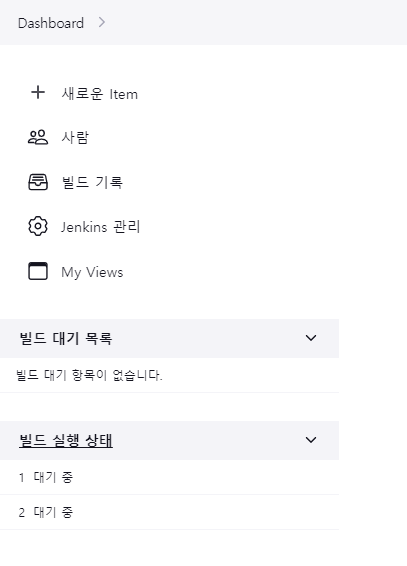 Dashboard
새로운 Item
사람
빌드 기록
Jenkins 관리
My Views
빌드 대기 목록
빌드 대기 항목이 없습니다.
빌드 실행 상태
1 대기 중
2 대기 중